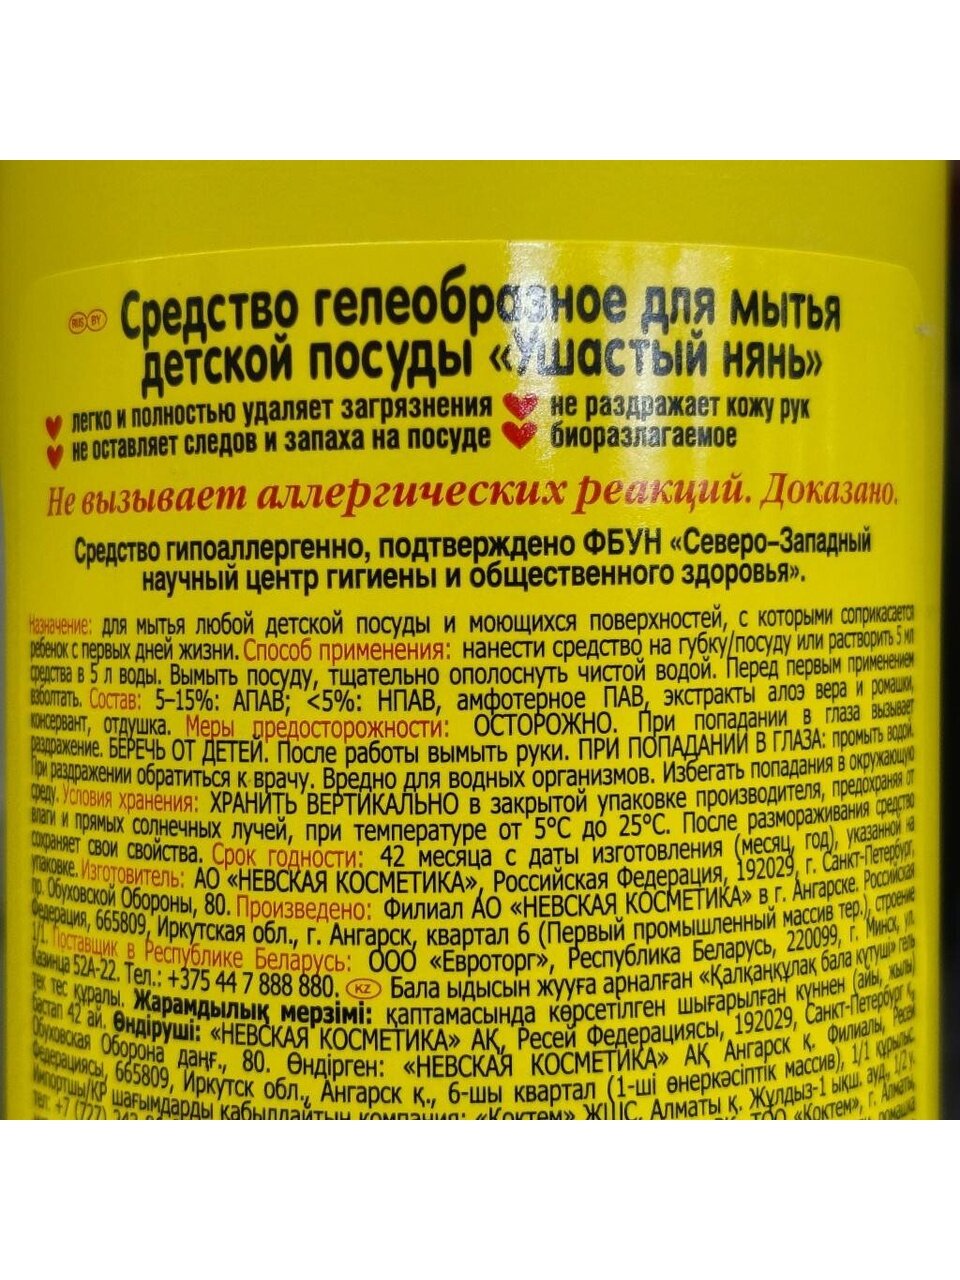 RUS BY Средство гелеобразное для мытья
детской посуды «Ушастый нянь»
легко и полностью удаляет загрязнения
не оставляет следов и запаха на посуде
не раздражает кожу рук
биоразлагаемое
Не вызывает аллергических реакций. Доказано.
Средство гипоаллергенно, подтверждено ФБУН «Северо-Западный
научный центр гигиены и общественного здоровья».
Назначение: для мытья любой детской посуды и моющихся поверхностей, с которыми соприкасается
ребенок с первых дней жизни. Способ применения: нанести средство на губку/посуду или растворить 5 мл
средства в 5 л воды. Вымыть посуду, тщательно ополоснуть чистой водой. Перед первым применением
взболтать. Состав: 5–15%: АПАВ; <5%: НПАВ, амфотерное ПАВ, экстракты алоэ вера и ромашки,
консервант, отдушка. Меры предосторожности: ОСТОРОЖНО. При попадании в глаза вызывает
раздражение. БЕРЕЧЬ ОТ ДЕТЕЙ. После работы вымыть руки. ПРИ ПОПАДАНИИ В ГЛАЗА: промыть водой.
При раздражении обратиться к врачу. Вредно для водных организмов. Избегать попадания в окружающую
среду. Условия хранения: ХРАНИТЬ ВЕРТИКАЛЬНО в закрытой упаковке производителя, предохраняя от
влаги и прямых солнечных лучей, при температуре от 5°С до 25°С. После размораживания средство
сохраняет свои свойства. Срок годности: 42 месяца с даты изготовления (месяц, год), указанной на
упаковке. Изготовитель: АО «НЕВСКАЯ КОСМЕТИКА», Российская Федерация, 192029, г. Санкт-Петербург,
пр. Обуховской Обороны, 80. Произведено: Филиал АО «НЕВСКАЯ КОСМЕТИКА» в г. Ангарске. Российская
Федерация, 665809, Иркутская обл., г. Ангарск, квартал 6 (Первый промышленный массив тер.), строение
1/1. Поставщик в Республике Беларусь: ООО «Евроторг», Республика Беларусь, 220099, г. Минск, ул.
Казинца 52А-22. Тел.: +375 44 7 888 880. KZ Бала ыдысын жууға арналған «Қалқанқұлақ бала күтуші» гель
тектес құралы. Жарамдылық мерзімі: қаптамасында көрсетілген шығарылған күннен (айы, жылы)
бастап 42 ай. Өндіруші: «НЕВСКАЯ КОСМЕТИКА» АҚ, Ресей Федерациясы, 192029, Санкт-Петербург қ.,
Обуховская Оборона даңғ., 80. Өндірген: «НЕВСКАЯ КОСМЕТИКА» АҚ Ангарск қ. Филиалы, Ресей
Федерациясы, 665809, Иркутск обл., Ангарск қ., 6-шы квартал (1-ші өнеркәсіптік массив), 1/1 құрылыс.
Импортшы/ҚР шағымдарды қабылдайтын компания: «Коктем» ЖШС, Алматы қ. Жұлдыз-1 ықш. ауд.,
тел: +7 (727) ТОО «Коктем», г. Алматы,